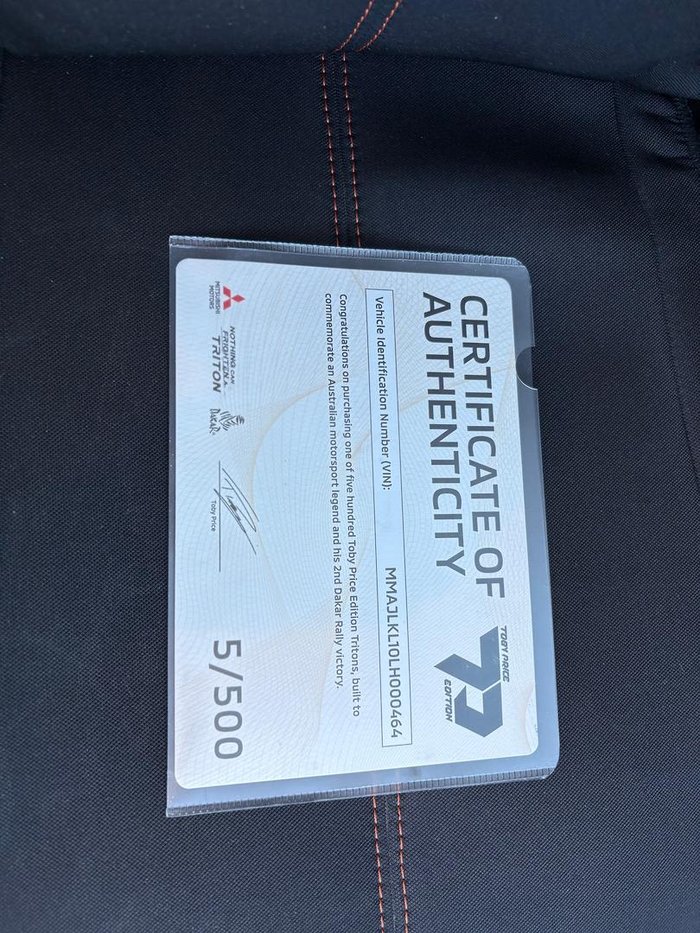 CERTIFICATE OF
AUTHENTICITY
TOBY PRICE
EDITION
Vehicle Identification Number (VIN): MMAJLKL10LH000464
Congratulations on purchasing one of five hundred Toby Price Edition Tritons, built to
commemorate an Australian motorsport legend and his 2nd Dakar Rally victory.
MITSUBISHI
MOTORS
NOTHING CAN
FRIGHTEN A
TRITON
DAKAR
Toby Price
5/500